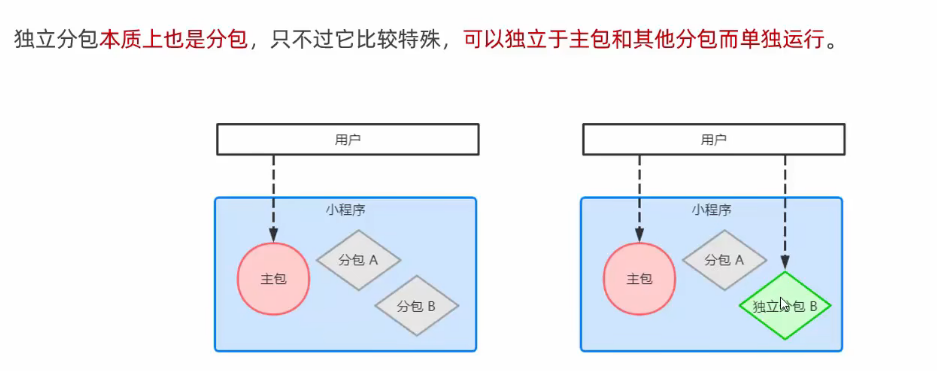 独立分包本质上也是分包，只不过它比较特殊，可以独立于主包和其他分包而单独运行。
用户
小程序
主包
分包 A
分包 B
用户
小程序
主包
分包 A
独立分包 B